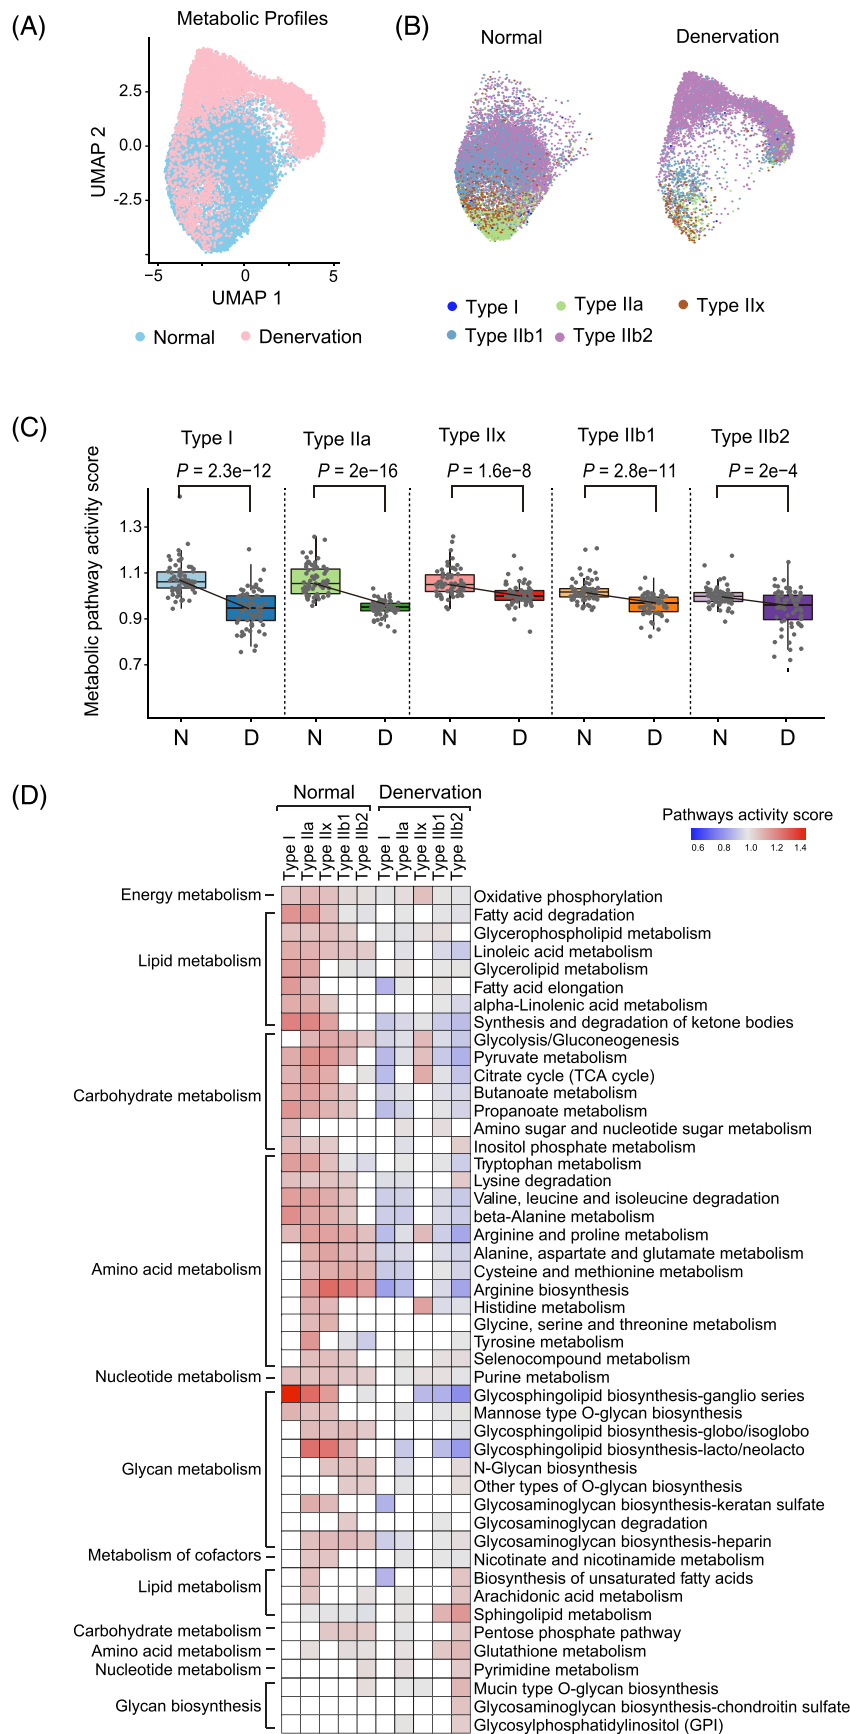 (A)
Metabolic Profiles
UMAP 2
2.5
0.0
-2.5
−5
0
5
UMAP 1
Normal
Denervation
(B)
Normal
Denervation
Type I
Type IIa
Type IIx
Type IIb1
Type IIb2
(C)
Type I
Type IIa
Type IIx
Type IIb1
Type IIb2
P = 2.3e−12
P = 2e−16
P = 1.6e−8
P = 2.8e−11
P = 2e−4
Metabolic pathway activity score
1.3
1.1
0.9
0.7
N
D
N
D
N
D
N
D
N
D
(D)
Normal
Denervation
Pathways activity score
0.6 0.8 1.0 1.2 1.4
Type I
Type IIa
Type IIx
Type IIb1
Type IIb2
Type I
Type IIa
Type IIx
Type IIb1
Type IIb2
Energy metabolism
Oxidative phosphorylation
Lipid metabolism
Fatty acid degradation
Glycerophospholipid metabolism
Linoleic acid metabolism
Glycerolipid metabolism
Fatty acid elongation
alpha-Linolenic acid metabolism
Synthesis and degradation of ketone bodies
Carbohydrate metabolism
Glycolysis/Gluconeogenesis
Pyruvate metabolism
Citrate cycle (TCA cycle)
Butanoate metabolism
Propanoate metabolism
Amino sugar and nucleotide sugar metabolism
Inositol phosphate metabolism
Amino acid metabolism
Tryptophan metabolism
Lysine degradation
Valine, leucine and isoleucine degradation
beta-Alanine metabolism
Arginine and proline metabolism
Alanine, aspartate and glutamate metabolism
Cysteine and methionine metabolism
Arginine biosynthesis
Histidine metabolism
Glycine, serine and threonine metabolism
Tyrosine metabolism
Selenocompound metabolism
Nucleotide metabolism
Purine metabolism
Glycan metabolism
Glycosphingolipid biosynthesis-ganglio series
Mannose type O-glycan biosynthesis
Glycosphingolipid biosynthesis-globo/isoglobo
Glycosphingolipid biosynthesis-lacto/neolacto
N-Glycan biosynthesis
Other types of O-glycan biosynthesis
Glycosaminoglycan biosynthesis-keratan sulfate
Glycosaminoglycan degradation
Glycosaminoglycan biosynthesis-heparin
Metabolism of cofactors
Nicotinate and nicotinamide metabolism
Lipid metabolism
Biosynthesis of unsaturated fatty acids
Arachidonic acid metabolism
Sphingolipid metabolism
Carbohydrate metabolism
Pentose phosphate pathway
Amino acid metabolism
Glutathione metabolism
Nucleotide metabolism
Pyrimidine metabolism
Glycan biosynthesis
Mucin type O-glycan biosynthesis
Glycosaminoglycan biosynthesis-chondroitin sulfate
Glycosylphosphatidylinositol (GPI)